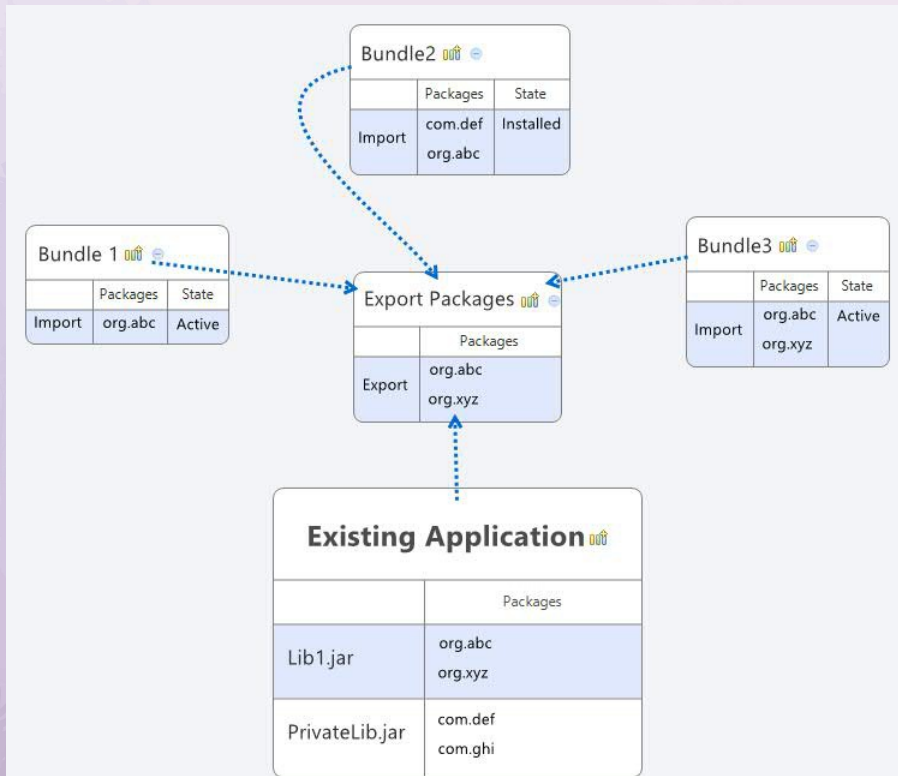 Bundle2
Packages State
Import com.def Installed
org.abc
Bundle 1
Packages State
Import org.abc Active
Bundle3
Packages State
Import org.abc Active
org.xyz
Export Packages
Packages
Export org.abc
org.xyz
Existing Application
Packages
Lib1.jar org.abc
org.xyz
PrivateLib.jar com.def
com.ghi